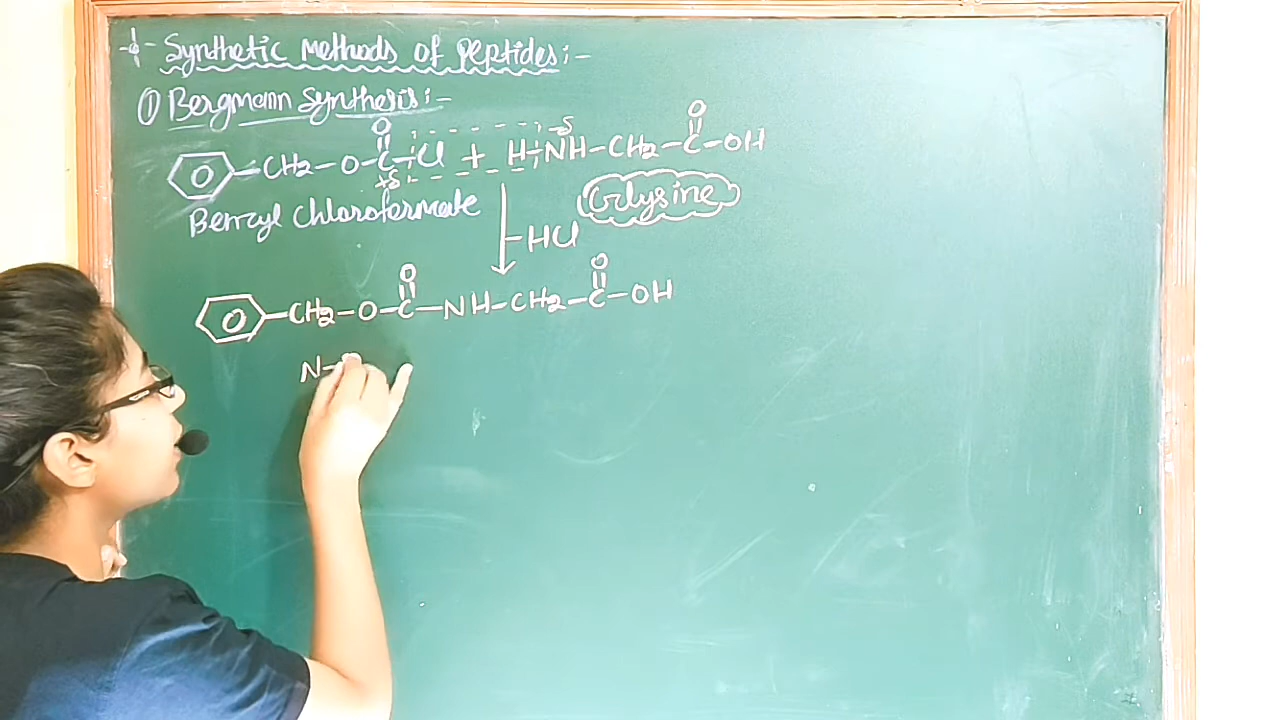 Synthetic Methods of Peptides:-
① Bergmann Synthesis:-
CH2-O-C(=O)-Cl + H-NH-CH2-C(=O)-OH
+δ -δ
Benzyl Chloroformate
Glysine
-HCl
CH2-O-C(=O)-NH-CH2-C(=O)-OH
N-